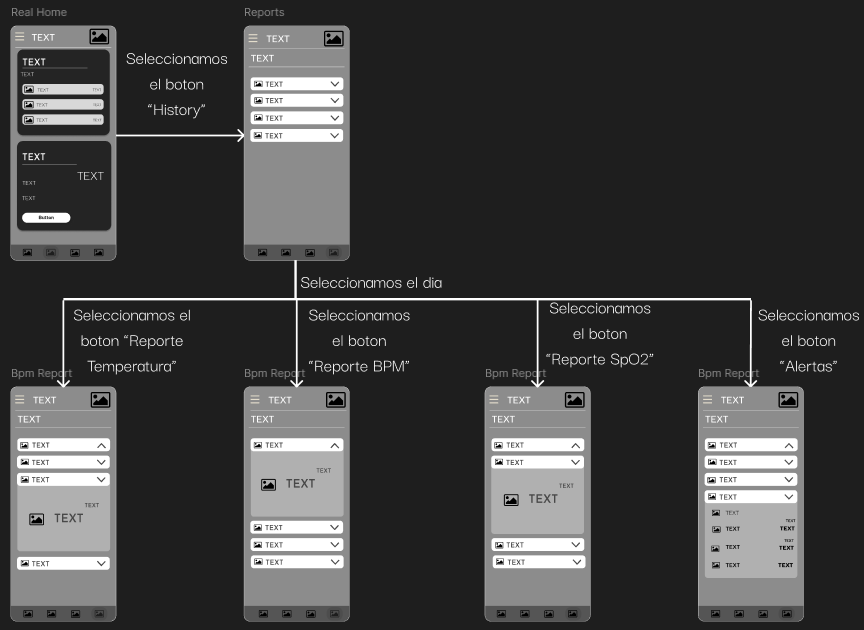 Real Home
Reports
TEXT
TEXT
TEXT
TEXT
TEXT TEXT
TEXT TEXT
TEXT TEXT
TEXT
TEXT
TEXT
TEXT
Button
Seleccionamos
el boton
“History”
TEXT
TEXT
TEXT
TEXT
TEXT
TEXT
Seleccionamos el dia
Seleccionamos el
boton “Reporte
Temperatura”
Seleccionamos
el boton
“Reporte BPM”
Seleccionamos
el boton
“Reporte SpO2”
Seleccionamos
el boton
“Alertas”
Bpm Report
TEXT
TEXT
TEXT
TEXT
TEXT
TEXT
TEXT
TEXT
Bpm Report
TEXT
TEXT
TEXT
TEXT
TEXT
TEXT
TEXT
TEXT
Bpm Report
TEXT
TEXT
TEXT
TEXT
TEXT
TEXT
TEXT
TEXT
Bpm Report
TEXT
TEXT
TEXT
TEXT
TEXT
TEXT
TEXT
TEXT
TEXT TEXT
TEXT
TEXT TEXT
TEXT TEXT